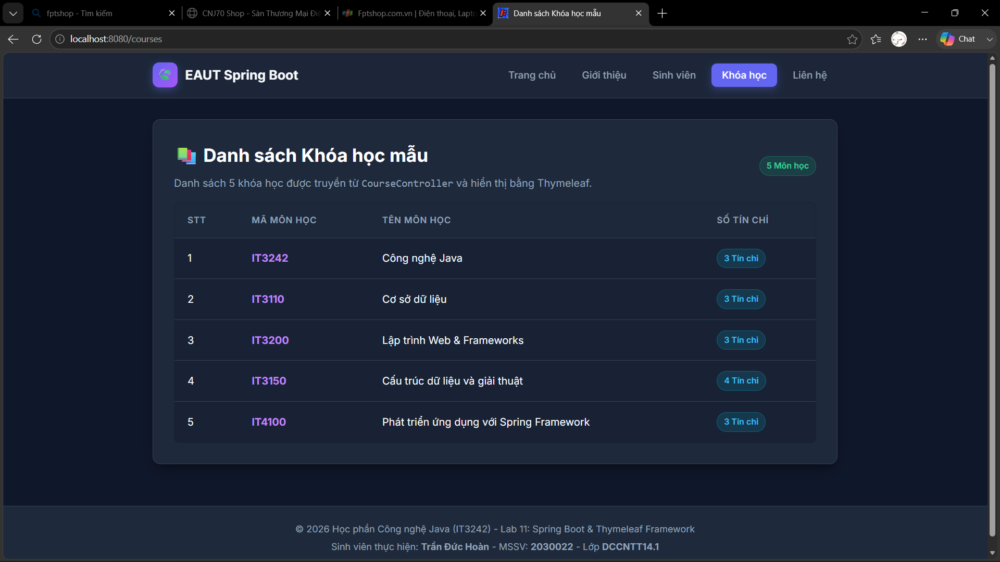 fptshop - Tìm kiếm
CNJ70 Shop - Sàn Thương Mại Điệ
Fptshop.com.vn | Điện thoại, Lapto
Danh sách Khóa học mẫu
localhost:8080/courses
Chat
EAUT Spring Boot
Trang chủ
Giới thiệu
Sinh viên
Khóa học
Liên hệ
Danh sách Khóa học mẫu
5 Môn học
Danh sách 5 khóa học được truyền từ CourseController và hiển thị bằng Thymeleaf.
STT MÃ MÔN HỌC TÊN MÔN HỌC SỐ TÍN CHỈ
1 IT3242 Công nghệ Java 3 Tín chỉ
2 IT3110 Cơ sở dữ liệu 3 Tín chỉ
3 IT3200 Lập trình Web & Frameworks 3 Tín chỉ
4 IT3150 Cấu trúc dữ liệu và giải thuật 4 Tín chỉ
5 IT4100 Phát triển ứng dụng với Spring Framework 3 Tín chỉ
© 2026 Học phần Công nghệ Java (IT3242) - Lab 11: Spring Boot & Thymeleaf Framework
Sinh viên thực hiện: Trần Đức Hoàn - MSSV: 2030022 - Lớp DCCNTT14.1